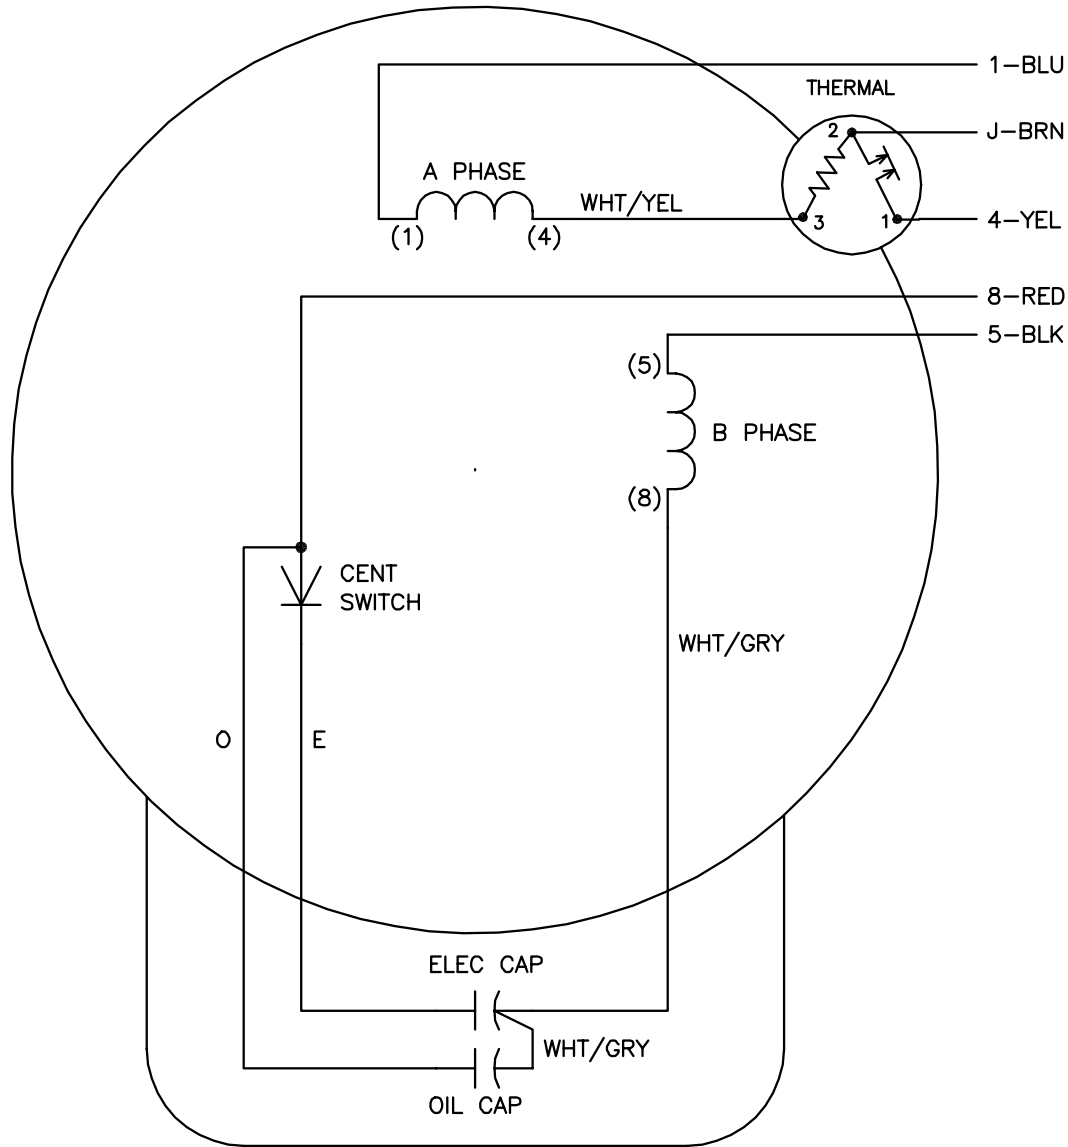 1-BLU
THERMAL
J-BRN
2
A PHASE
WHT/YEL
3
1
4-YEL
(1)
(4)
8-RED
5-BLK
(5)
B PHASE
(8)
CENT
SWITCH
WHT/GRY
O
E
ELEC CAP
WHT/GRY
OIL CAP